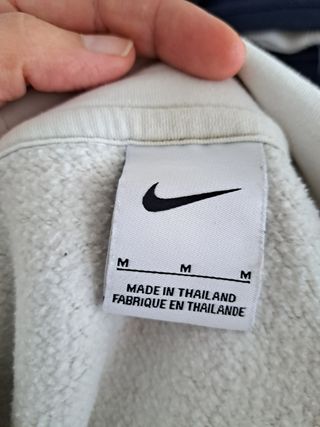 M M M
MADE IN THAILAND
FABRIQUE EN THAILANDE